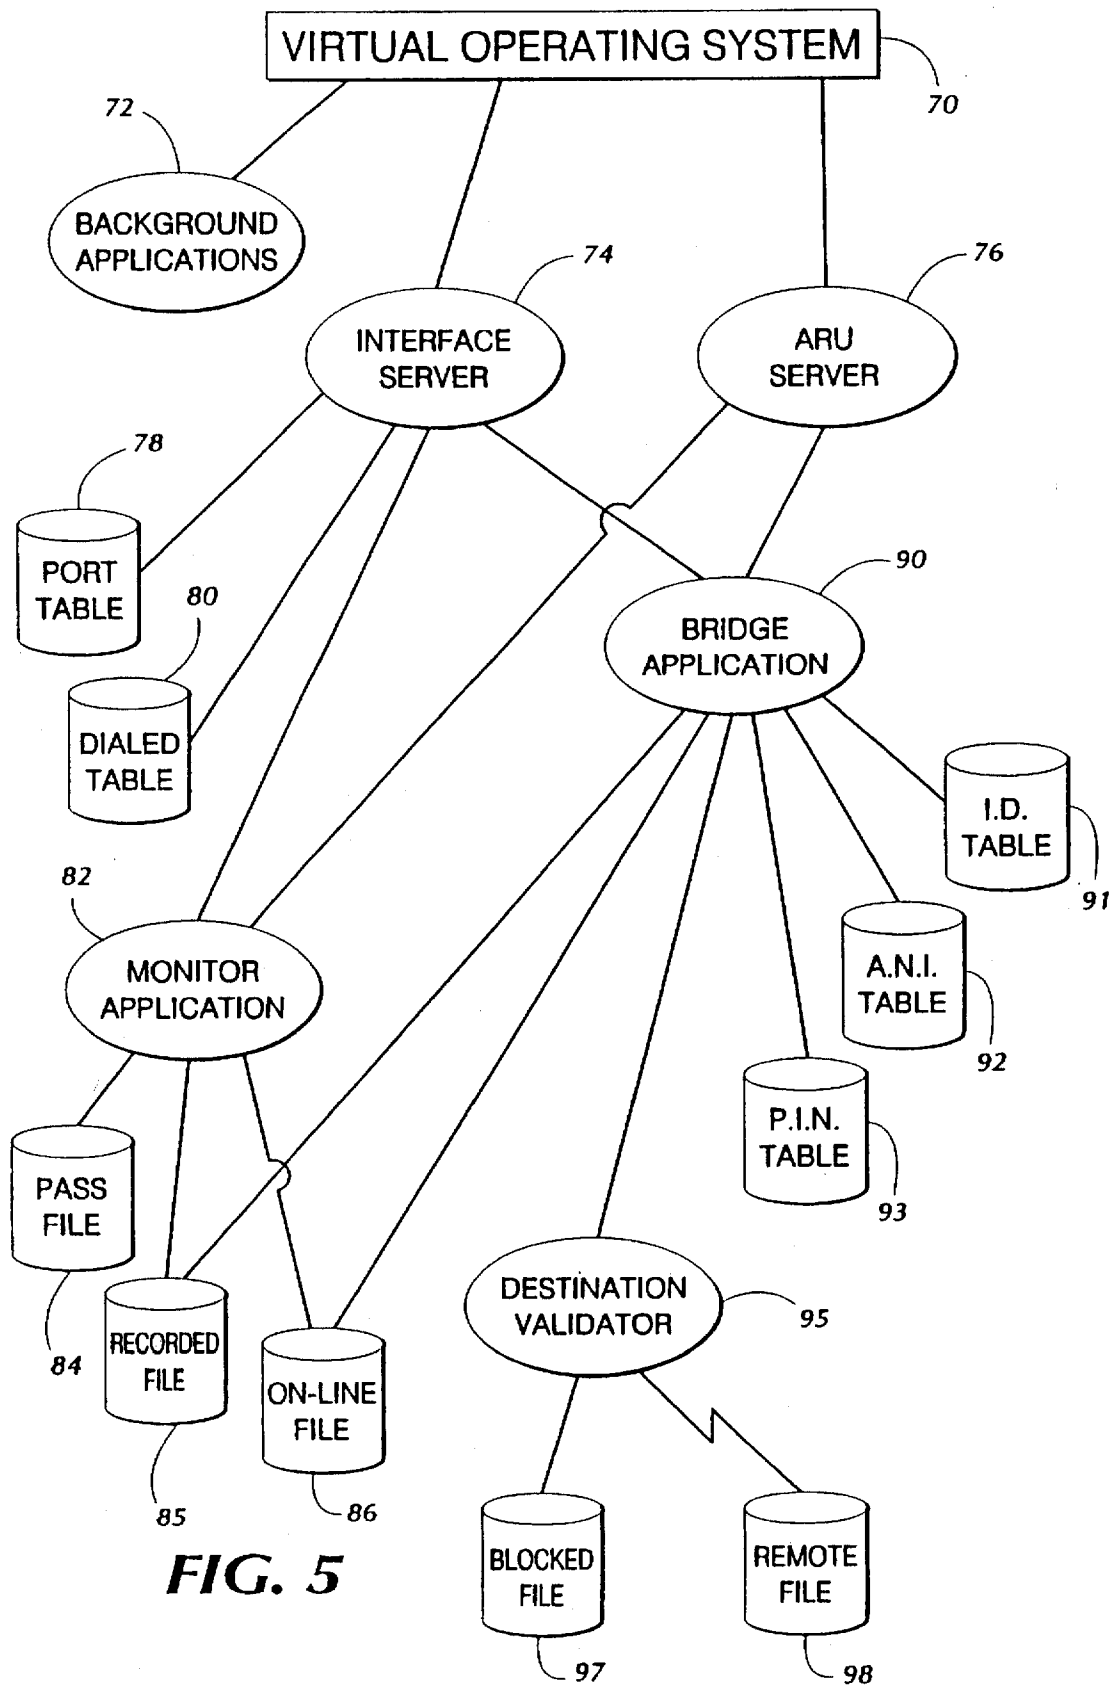 VIRTUAL OPERATING SYSTEM
70
72
BACKGROUND
APPLICATIONS
74
INTERFACE
SERVER
76
ARU
SERVER
78
PORT
TABLE
80
DIALED
TABLE
90
BRIDGE
APPLICATION
I.D.
TABLE
91
82
MONITOR
APPLICATION
A.N.I.
TABLE
92
P.I.N.
TABLE
93
PASS
FILE
84
RECORDED
FILE
85
ON-LINE
FILE
86
DESTINATION
VALIDATOR
95
BLOCKED
FILE
97
REMOTE
FILE
98
FIG. 5